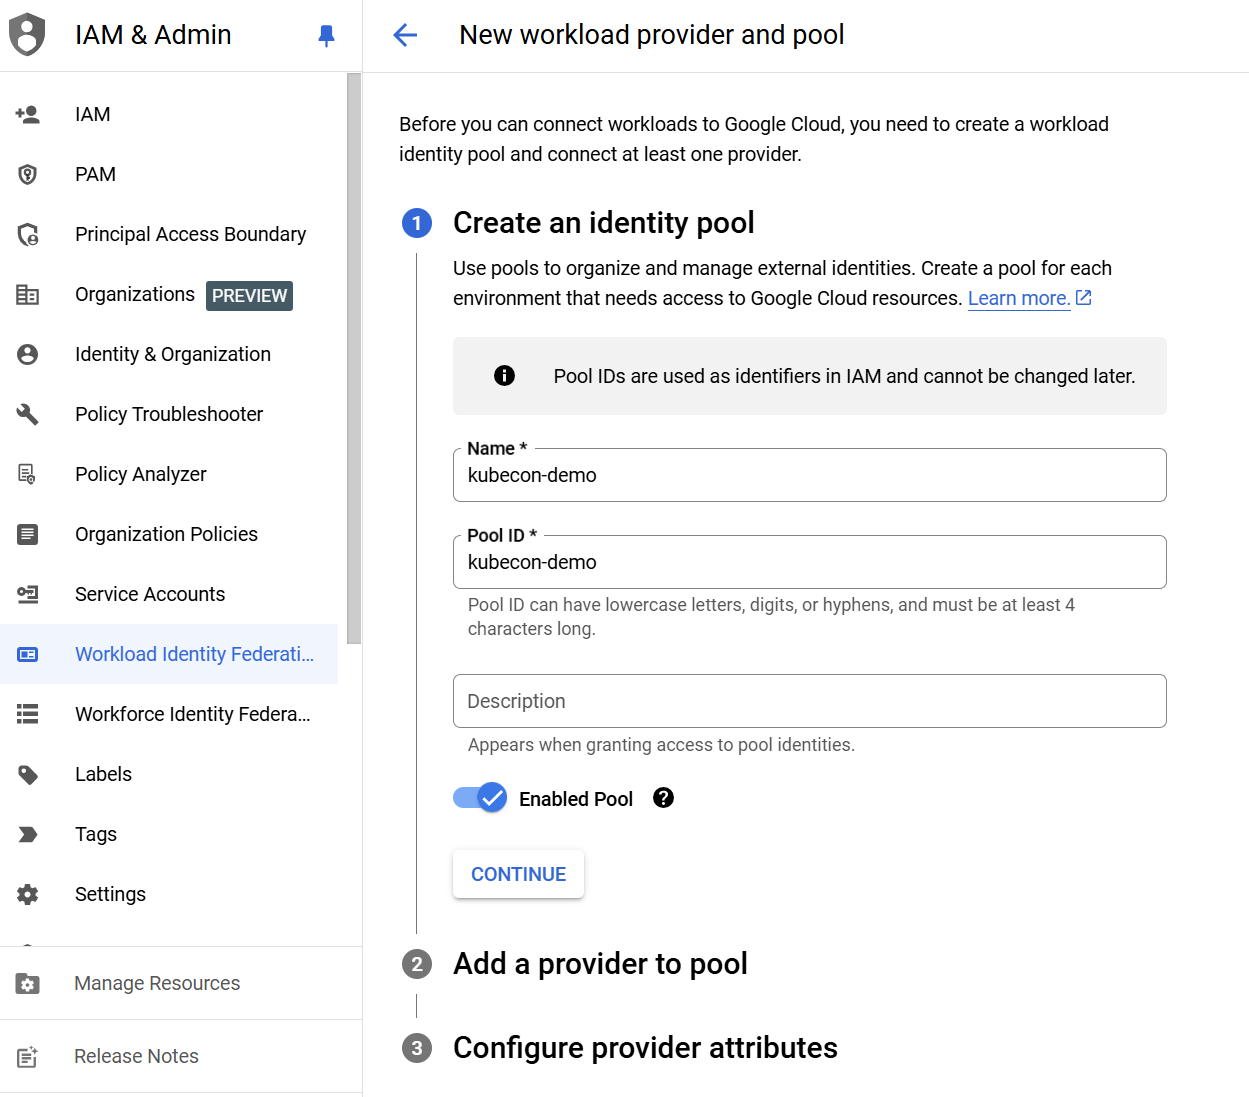 IAM & Admin
IAM
PAM
Principal Access Boundary
Organizations PREVIEW
Identity & Organization
Policy Troubleshooter
Policy Analyzer
Organization Policies
Service Accounts
Workload Identity Federati...
Workforce Identity Federa...
Labels
Tags
Settings
Manage Resources
Release Notes
New workload provider and pool
Before you can connect workloads to Google Cloud, you need to create a workload
identity pool and connect at least one provider.
1 Create an identity pool
Use pools to organize and manage external identities. Create a pool for each
environment that needs access to Google Cloud resources. Learn more.
Pool IDs are used as identifiers in IAM and cannot be changed later.
Name *
kubecon-demo
Pool ID *
kubecon-demo
Pool ID can have lowercase letters, digits, or hyphens, and must be at least 4
characters long.
Description
Appears when granting access to pool identities.
Enabled Pool
CONTINUE
2 Add a provider to pool
3 Configure provider attributes